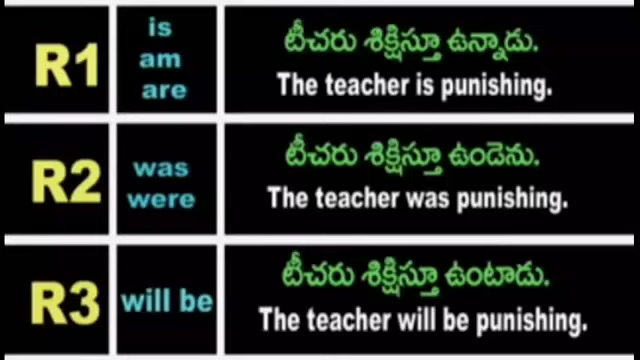 R1
is
am
are
టీచరు శిక్షిస్తూ ఉన్నాడు.
The teacher is punishing.
R2
was
were
టీచరు శిక్షిస్తూ ఉండెను.
The teacher was punishing.
R3
will be
టీచరు శిక్షిస్తూ ఉంటాడు.
The teacher will be punishing.